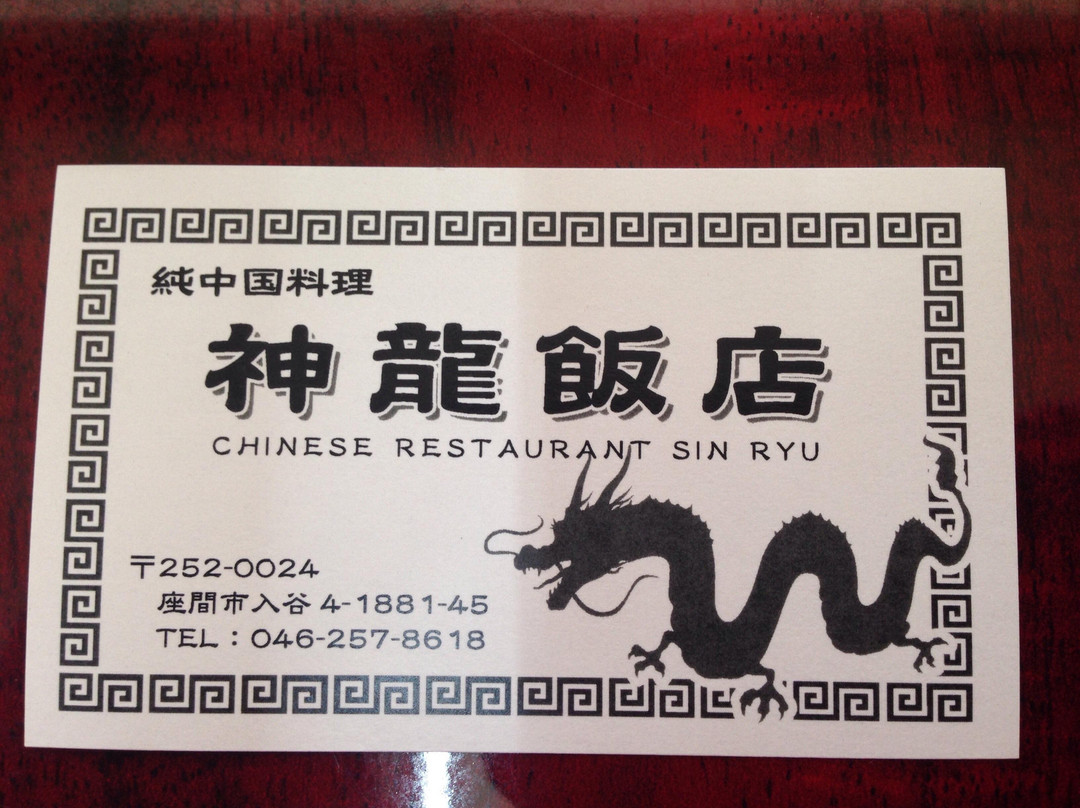 純中国料理
神龍飯店
CHINESE RESTAURANT SIN RYU
〒252-0024
座間市入谷 4-1881-45
TEL：046-257-8618